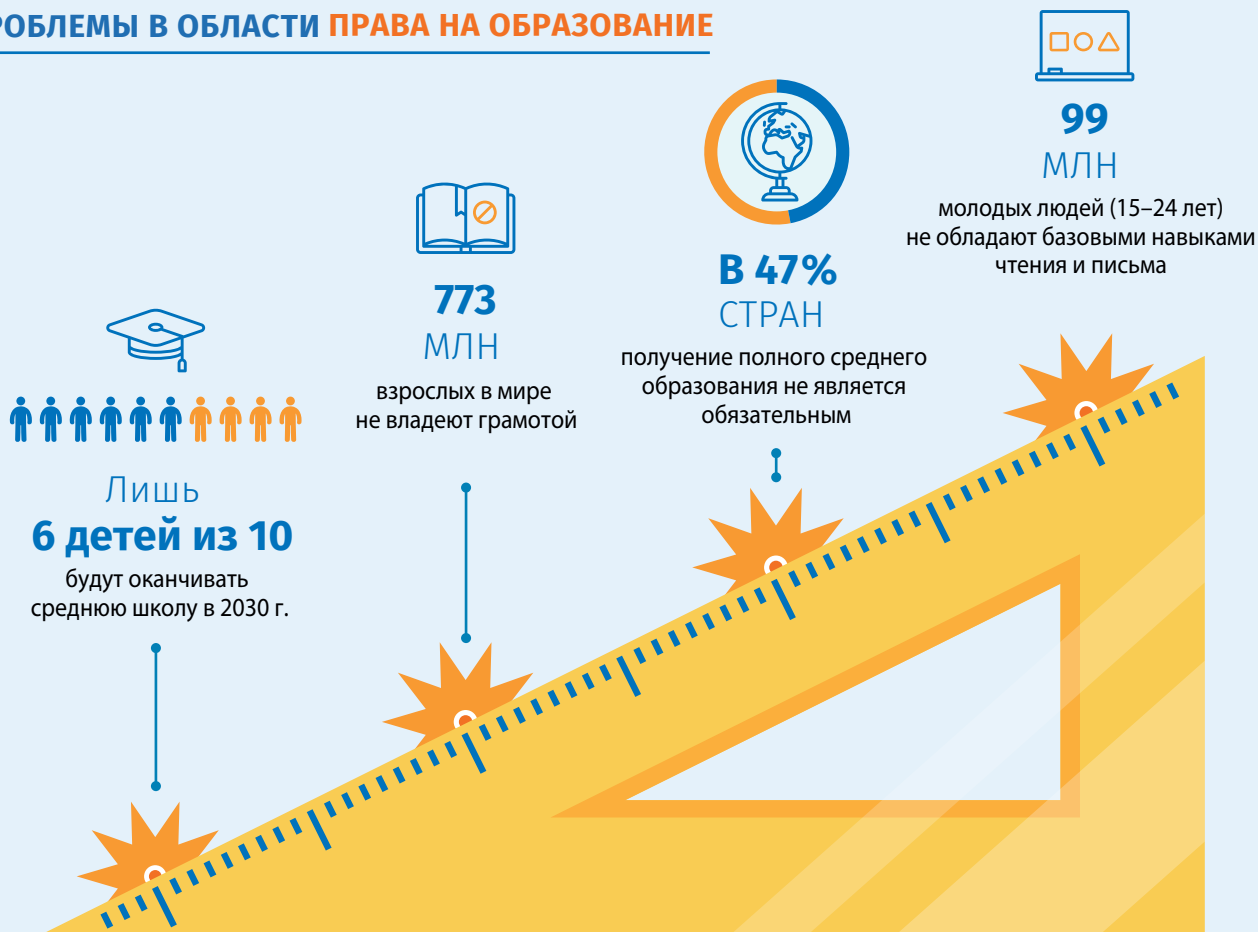 РОБЛЕМЫ В ОБЛАСТИ ПРАВА НА ОБРАЗОВАНИЕ
99
МЛН
молодых людей (15–24 лет)
не обладают базовыми навыками
чтения и письма
В 47%
СТРАН
получение полного среднего
образования не является
обязательным
773
МЛН
взрослых в мире
не владеют грамотой
Лишь
6 детей из 10
будут оканчивать
среднюю школу в 2030 г.